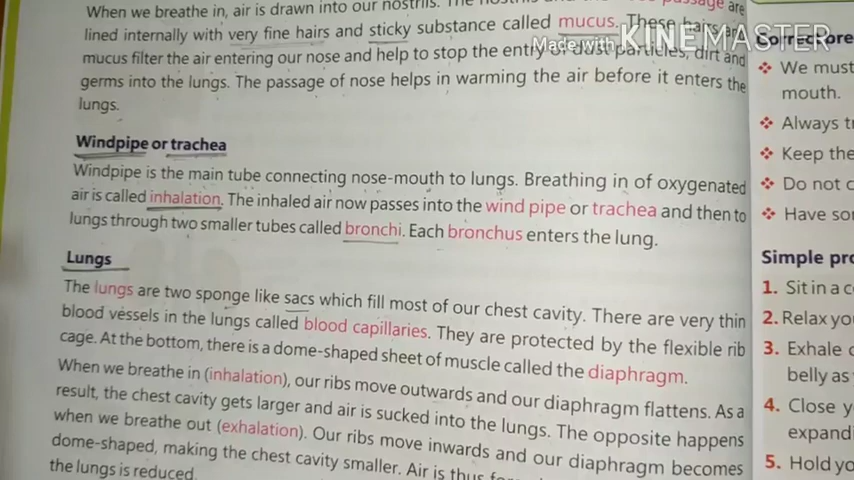 When we breathe in, air is drawn into our nostrils. The passage are
lined internally with very fine hairs and sticky substance called mucus. These hairs and
mucus filter the air entering our nose and help to stop the entry of dust particles, dirt and
germs into the lungs. The passage of nose helps in warming the air before it enters the
lungs.
Windpipe or trachea
Windpipe is the main tube connecting nose-mouth to lungs. Breathing in of oxygenated
air is called inhalation. The inhaled air now passes into the wind pipe or trachea and then to
lungs through two smaller tubes called bronchi. Each bronchus enters the lung.
Lungs
The lungs are two sponge like sacs which fill most of our chest cavity. There are very thin
blood vessels in the lungs called blood capillaries. They are protected by the flexible rib
cage. At the bottom, there is a dome-shaped sheet of muscle called the diaphragm.
When we breathe in (inhalation), our ribs move outwards and our diaphragm flattens. As a
result, the chest cavity gets larger and air is sucked into the lungs. The opposite happens
when we breathe out (exhalation). Our ribs move inwards and our diaphragm becomes
dome-shaped, making the chest cavity smaller. Air is thus
the lungs is reduced.
Made with KINEMASTER
Correct
❖ We must
mouth.
❖ Always
❖ Keep the
❖ Do not
❖ Have
Simple
1. Sit in a
2. Relax
3. Exhale
belly as
4. Close
5. Hold